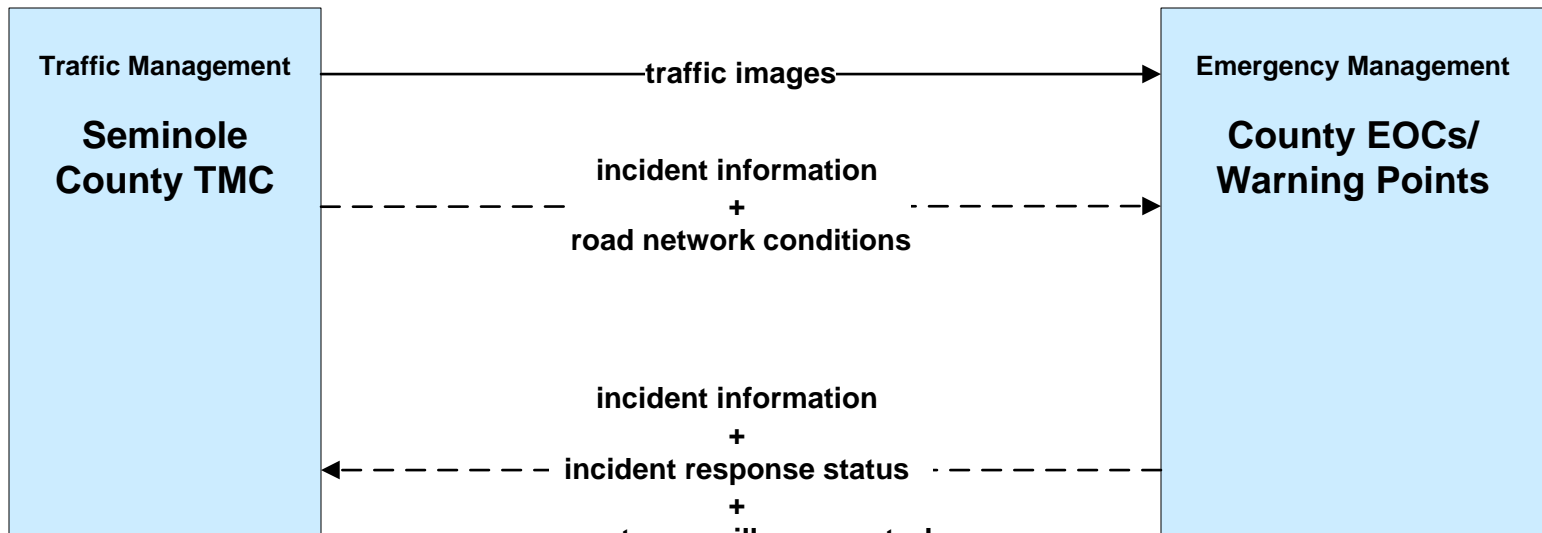 Traffic Management
Seminole
County TMC
traffic images
Emergency Management
County EOCs/
Warning Points
incident information
+
road network conditions
incident information
+
incident response status
+